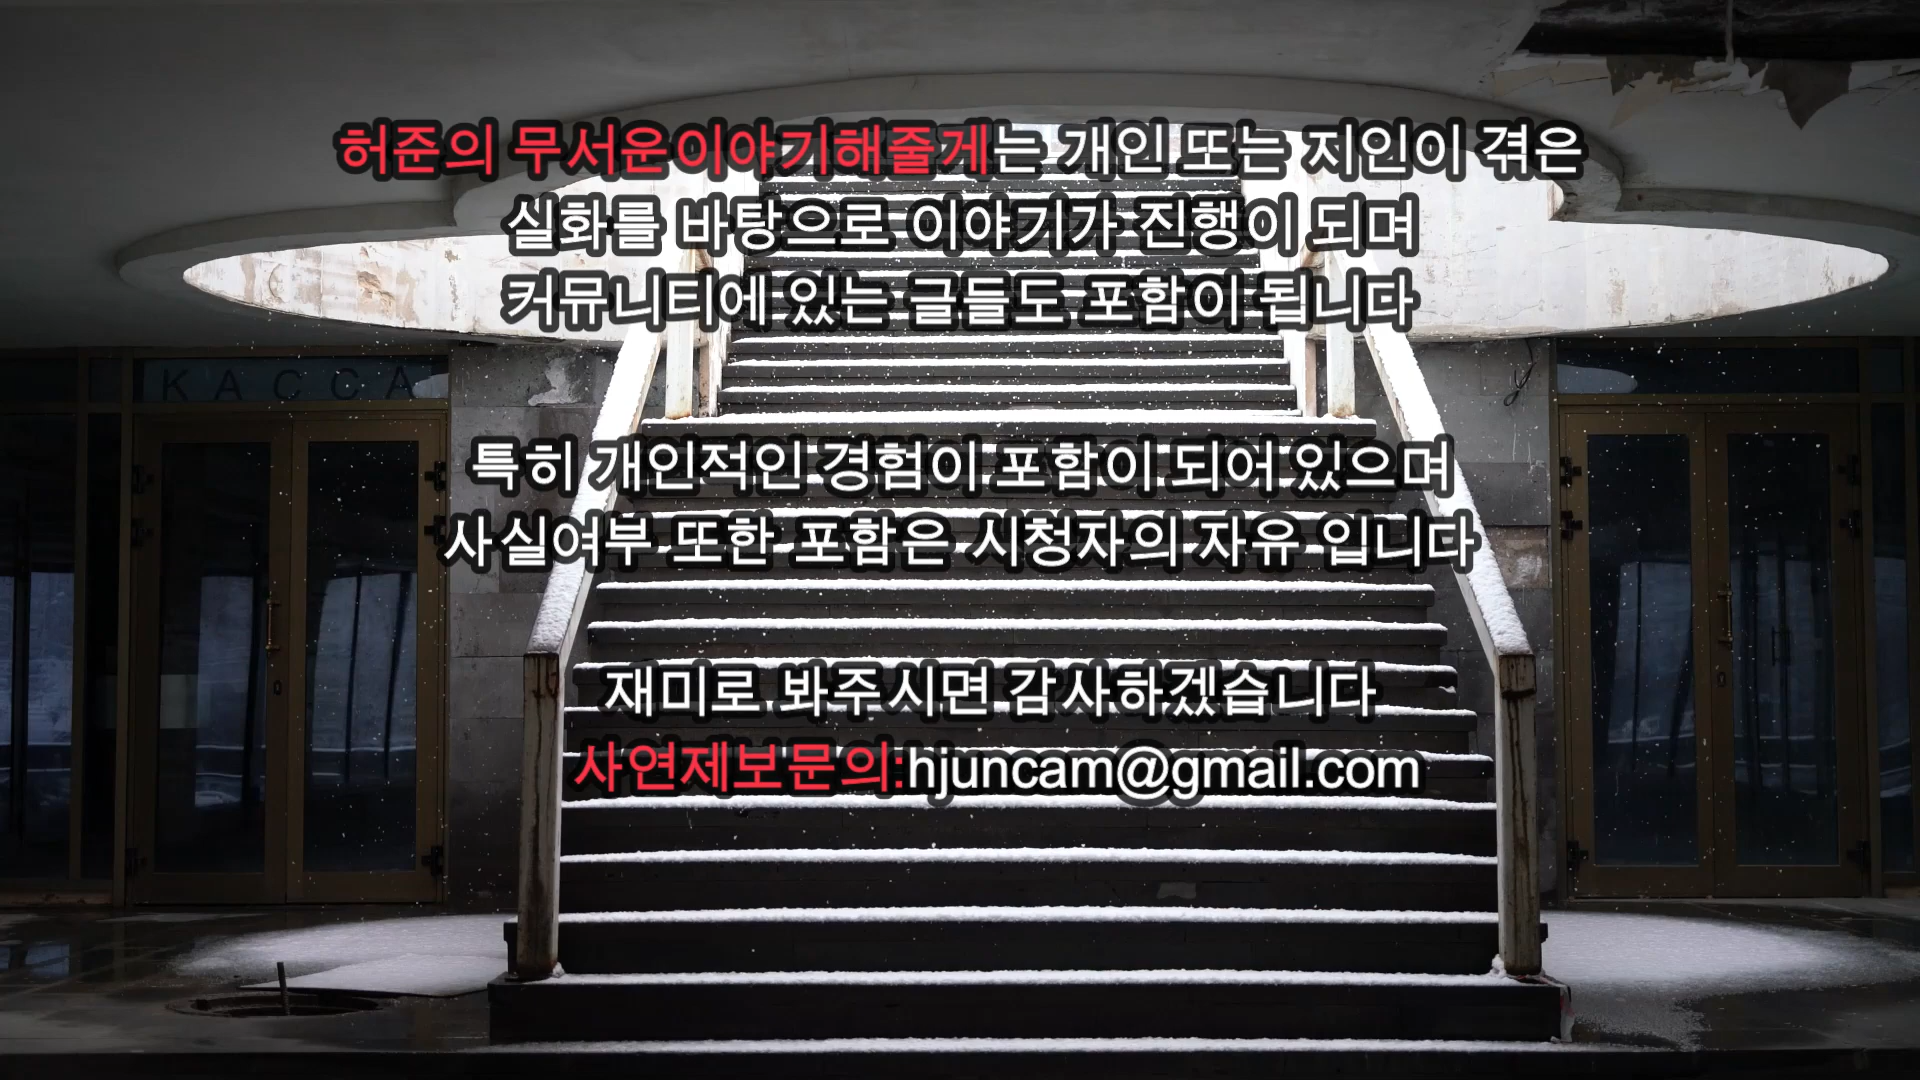 허준의 무서운이야기해줄게는 개인 또는 지인이 겪은
실화를 바탕으로 이야기가 진행이 되며
커뮤니티에 있는 글들도 포함이 됩니다
КАССА
특히 개인적인 경험이 포함이 되어 있으며
사실여부 또한 포함은 시청자의 자유 입니다
재미로 봐주시면 감사하겠습니다
사연제보문의:hjuncam@gmail.com